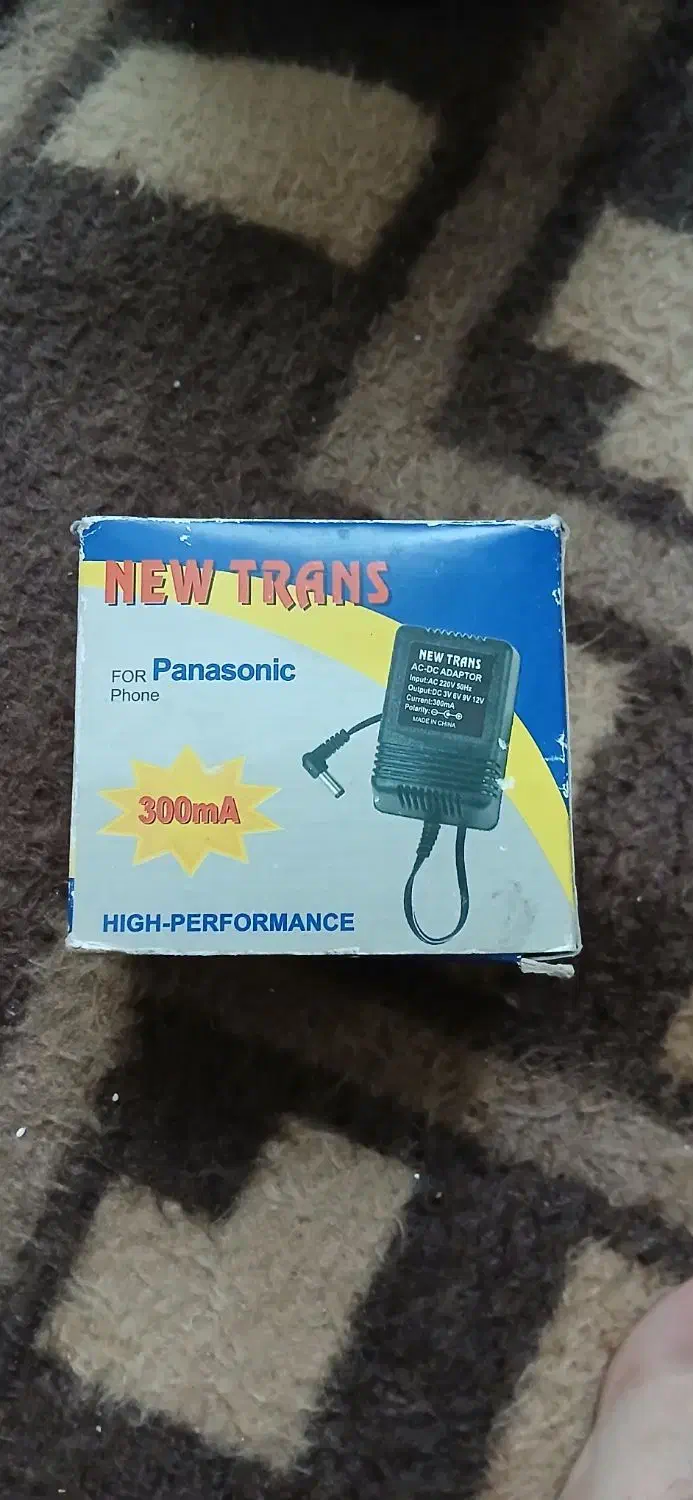 NEW TRANS
FOR Panasonic
Phone
300mA
HIGH-PERFORMANCE
NEW TRANS
AC-DC ADAPTOR
Input:AC 220V 50Hz
Output:DC 3V 6V 9V 12V
Current:300mA
Polarity:
MADE IN CHINA